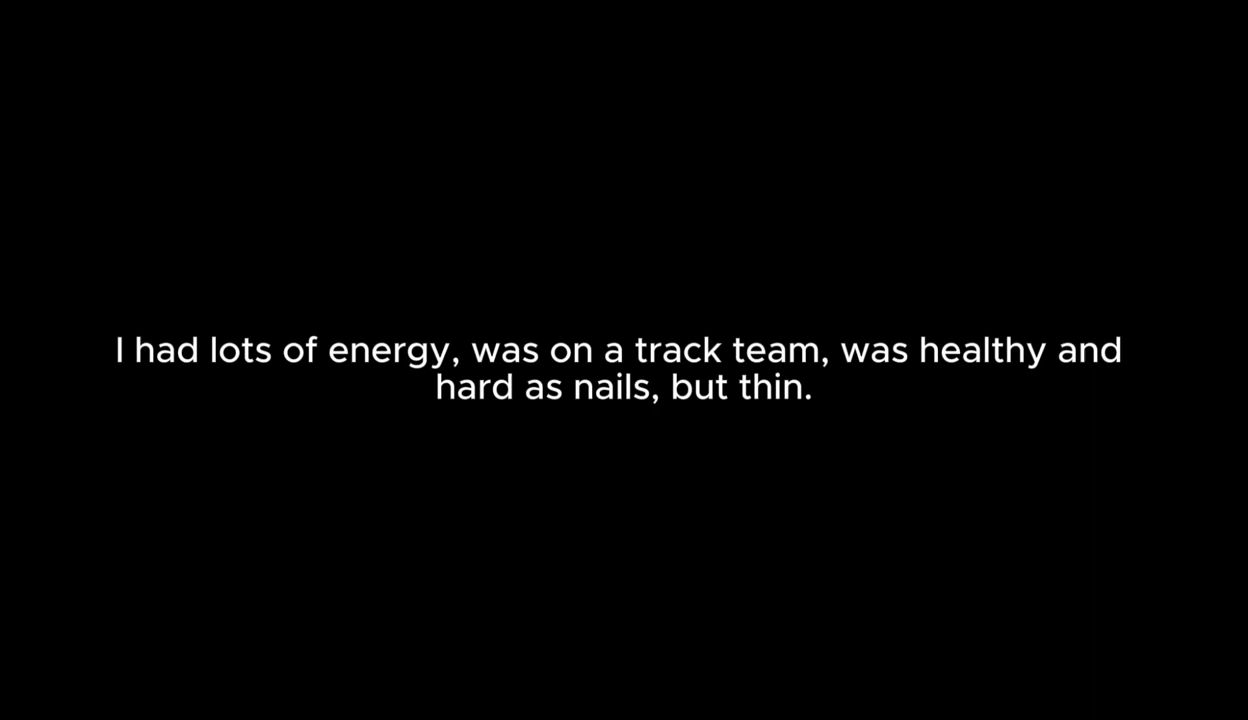 I had lots of energy, was on a track team, was healthy and
hard as nails, but thin.